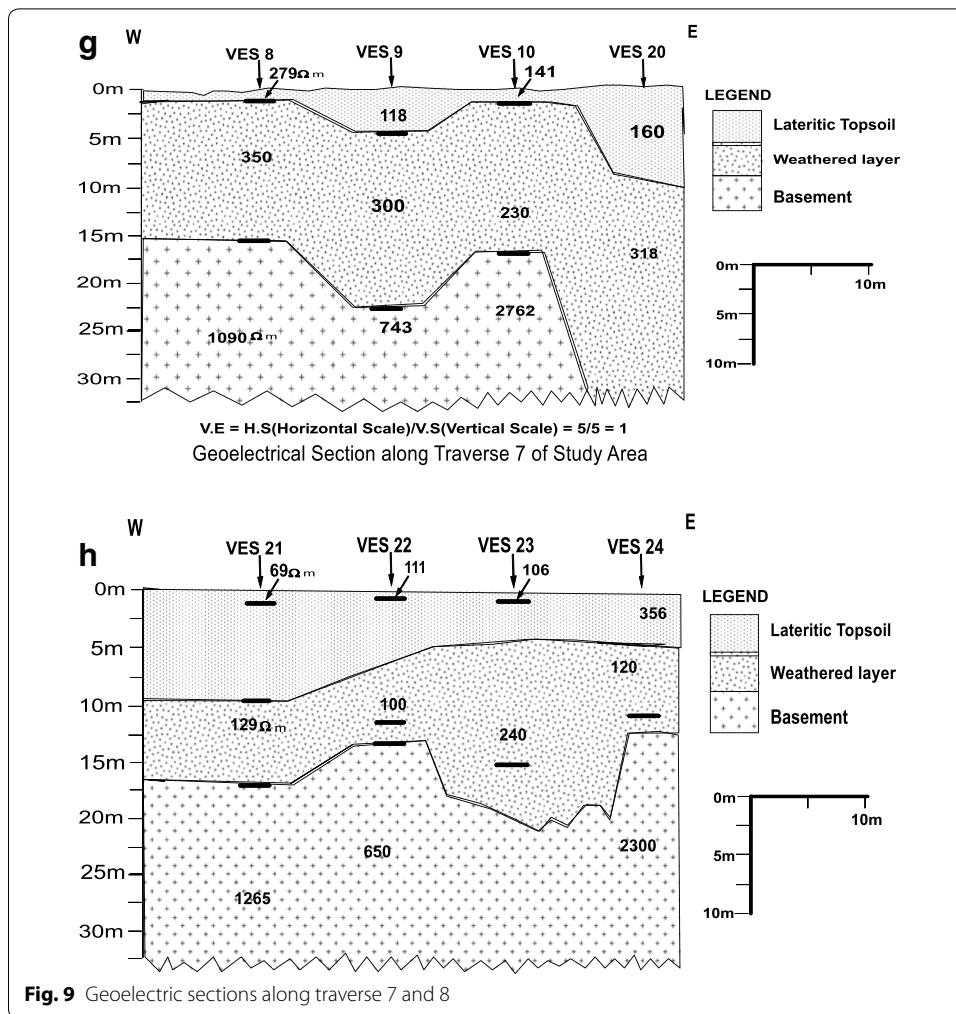 g W E
VES 8 VES 9 VES 10 VES 20
279Ωm 141
0m
5m
10m
15m
20m
25m
30m
118 160
350 300 230 318
1090 Ωm 743 2762
LEGEND
Lateritic Topsoil
Weathered layer
Basement
0m
10m
5m
10m
V.E = H.S(Horizontal Scale)/V.S(Vertical Scale) = 5/5 = 1
Geoelectrical Section along Traverse 7 of Study Area
h W E
VES 21 VES 22 VES 23 VES 24
69Ωm 111 106
0m
5m
10m
15m
20m
25m
30m
356
120
100
129Ωm 240
650 2300
1265
LEGEND
Lateritic Topsoil
Weathered layer
Basement
0m
10m
5m
10m
Fig. 9 Geoelectric sections along traverse 7 and 8